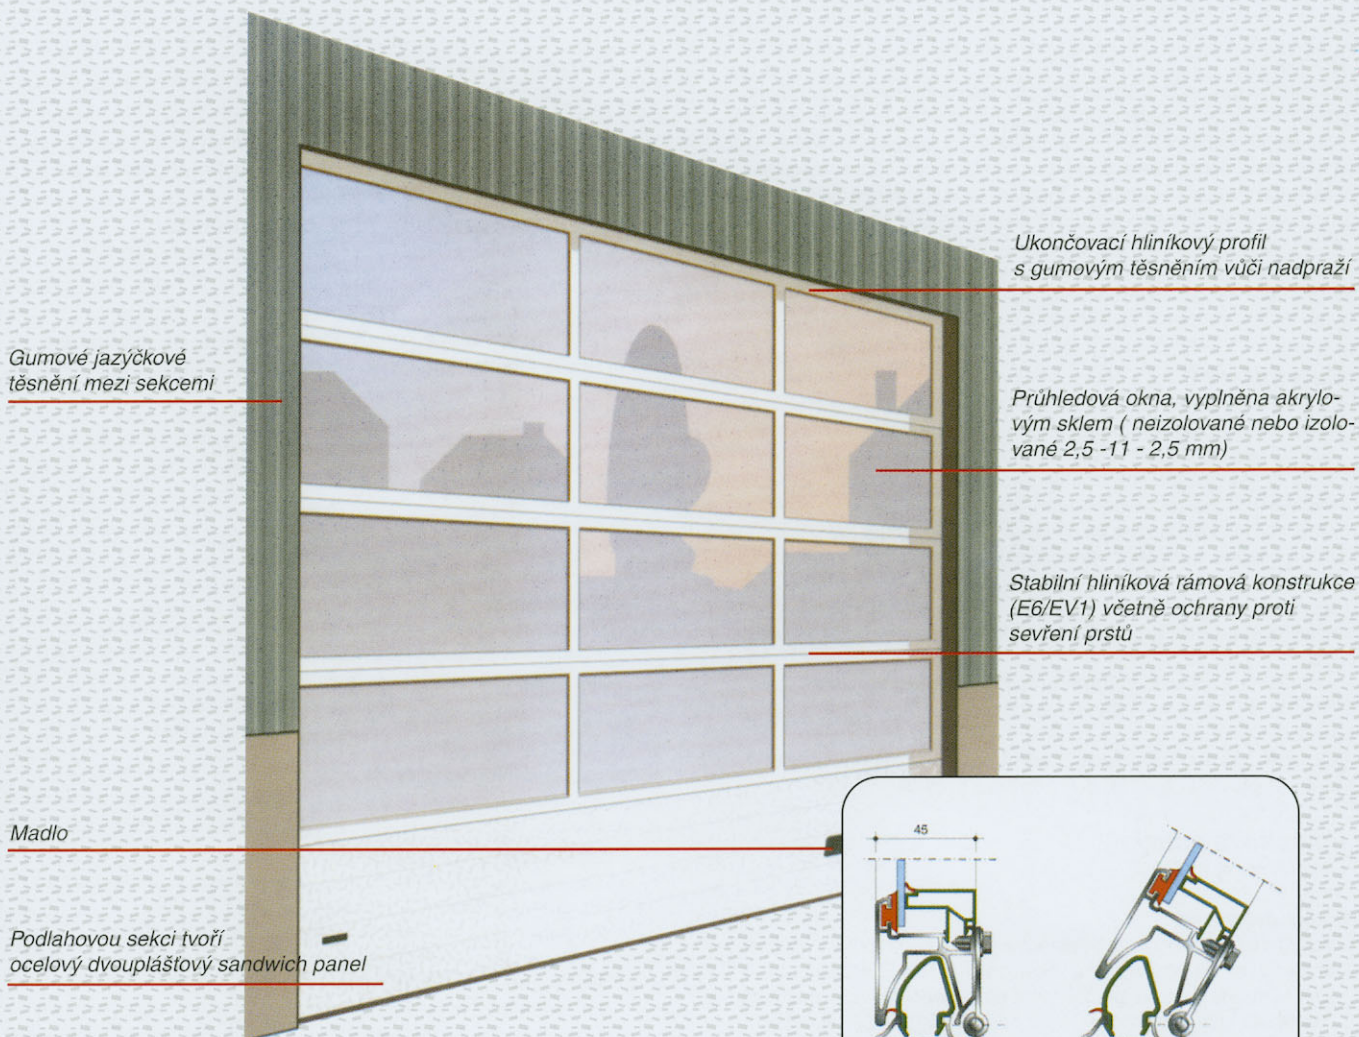 Ukončovací hliníkový profil
s gumovým těsněním vůči nadpraží
Gumové jazýčkové
těsnění mezi sekcemi
Průhledová okna, vyplněna akrylo-
vým sklem ( neizolované nebo izolo-
vané 2,5 -11 - 2,5 mm)
Stabilní hliníková rámová konstrukce
(E6/EV1) včetně ochrany proti
sevření prstů
Madlo
45
Podlahovou sekci tvoří
ocelový dvouplášťový sandwich panel